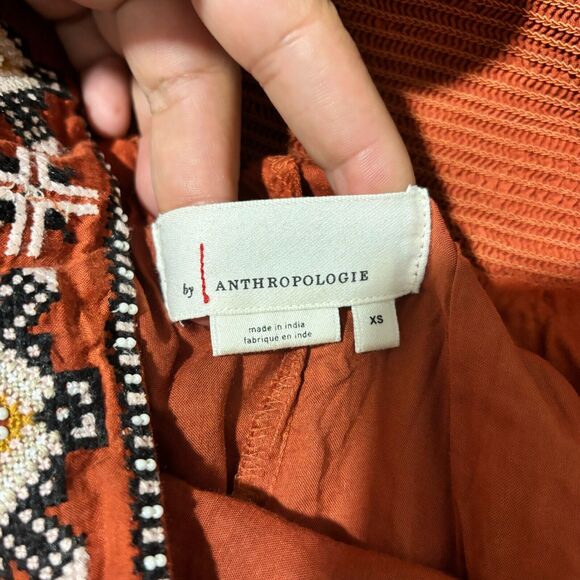 by ANTHROPOLOGIE
made in india
fabriqué en inde
XS